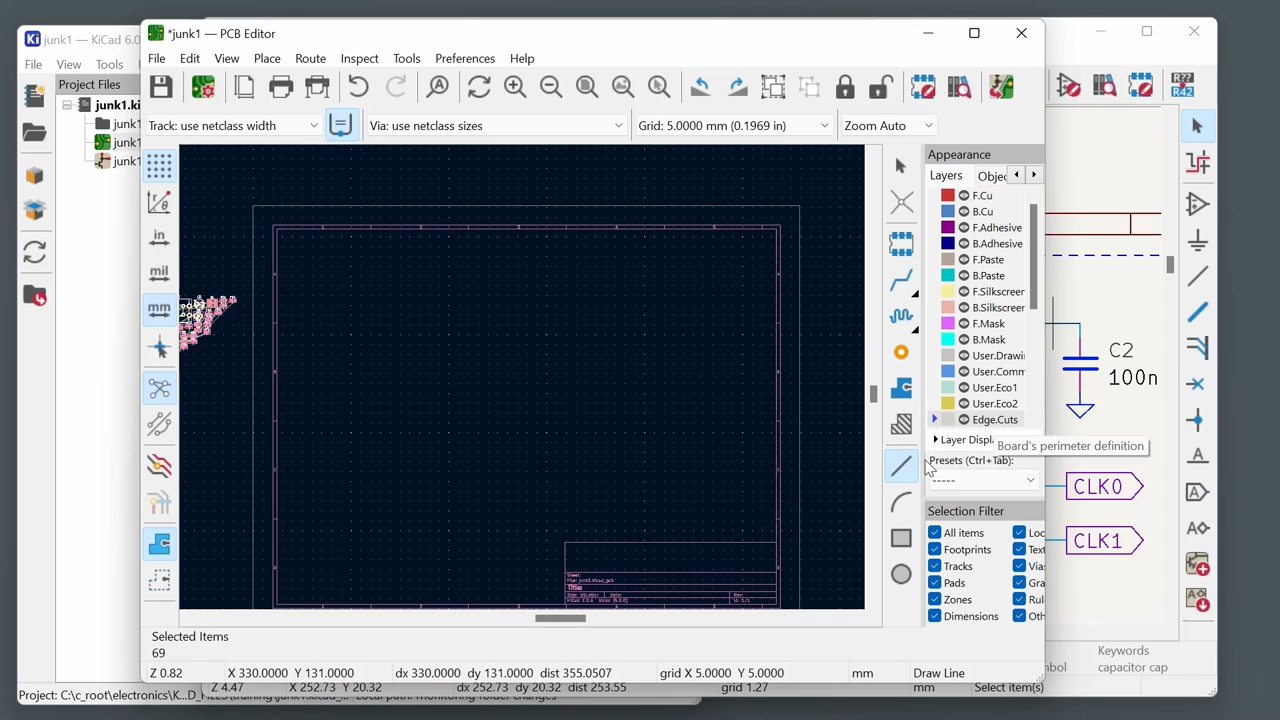 junk1 — KiCad 6.0
File View Tools
Project Files
junk1.ki
junk1
junk1
junk1
*junk1 — PCB Editor
File Edit View Place Route Inspect Tools Preferences Help
Track: use netclass width
Via: use netclass sizes
Grid: 5.0000 mm (0.1969 in)
Zoom Auto
in
mil
mm
Appearance
Layers Objec
F.Cu
B.Cu
F.Adhesive
B.Adhesive
F.Paste
B.Paste
F.Silkscreen
B.Silkscreen
F.Mask
B.Mask
User.Drawi
User.Comm
User.Eco1
User.Eco2
Edge.Cuts
Layer Displ
Board's perimeter definition
Presets (Ctrl+Tab):
-----
Selection Filter
All items Loc
Footprints Text
Tracks Vias
Pads Gra
Zones Rul
Dimensions Oth
R??
R42
C2
100n
CLK0
CLK1
Selected Items
69
Z 0.82 X 330.0000 Y 131.0000 dx 330.0000 dy 131.0000 dist 355.0507 grid X 5.0000 Y 5.0000 mm Draw Line
Keywords
mbol capacitor cap
Z 4.47 X 252.73 Y 20.32 dx 252.73 dy 20.32 dist 253.55 grid 1.27 mm Select item(s)
Project: C:\c_root\electronics\K...